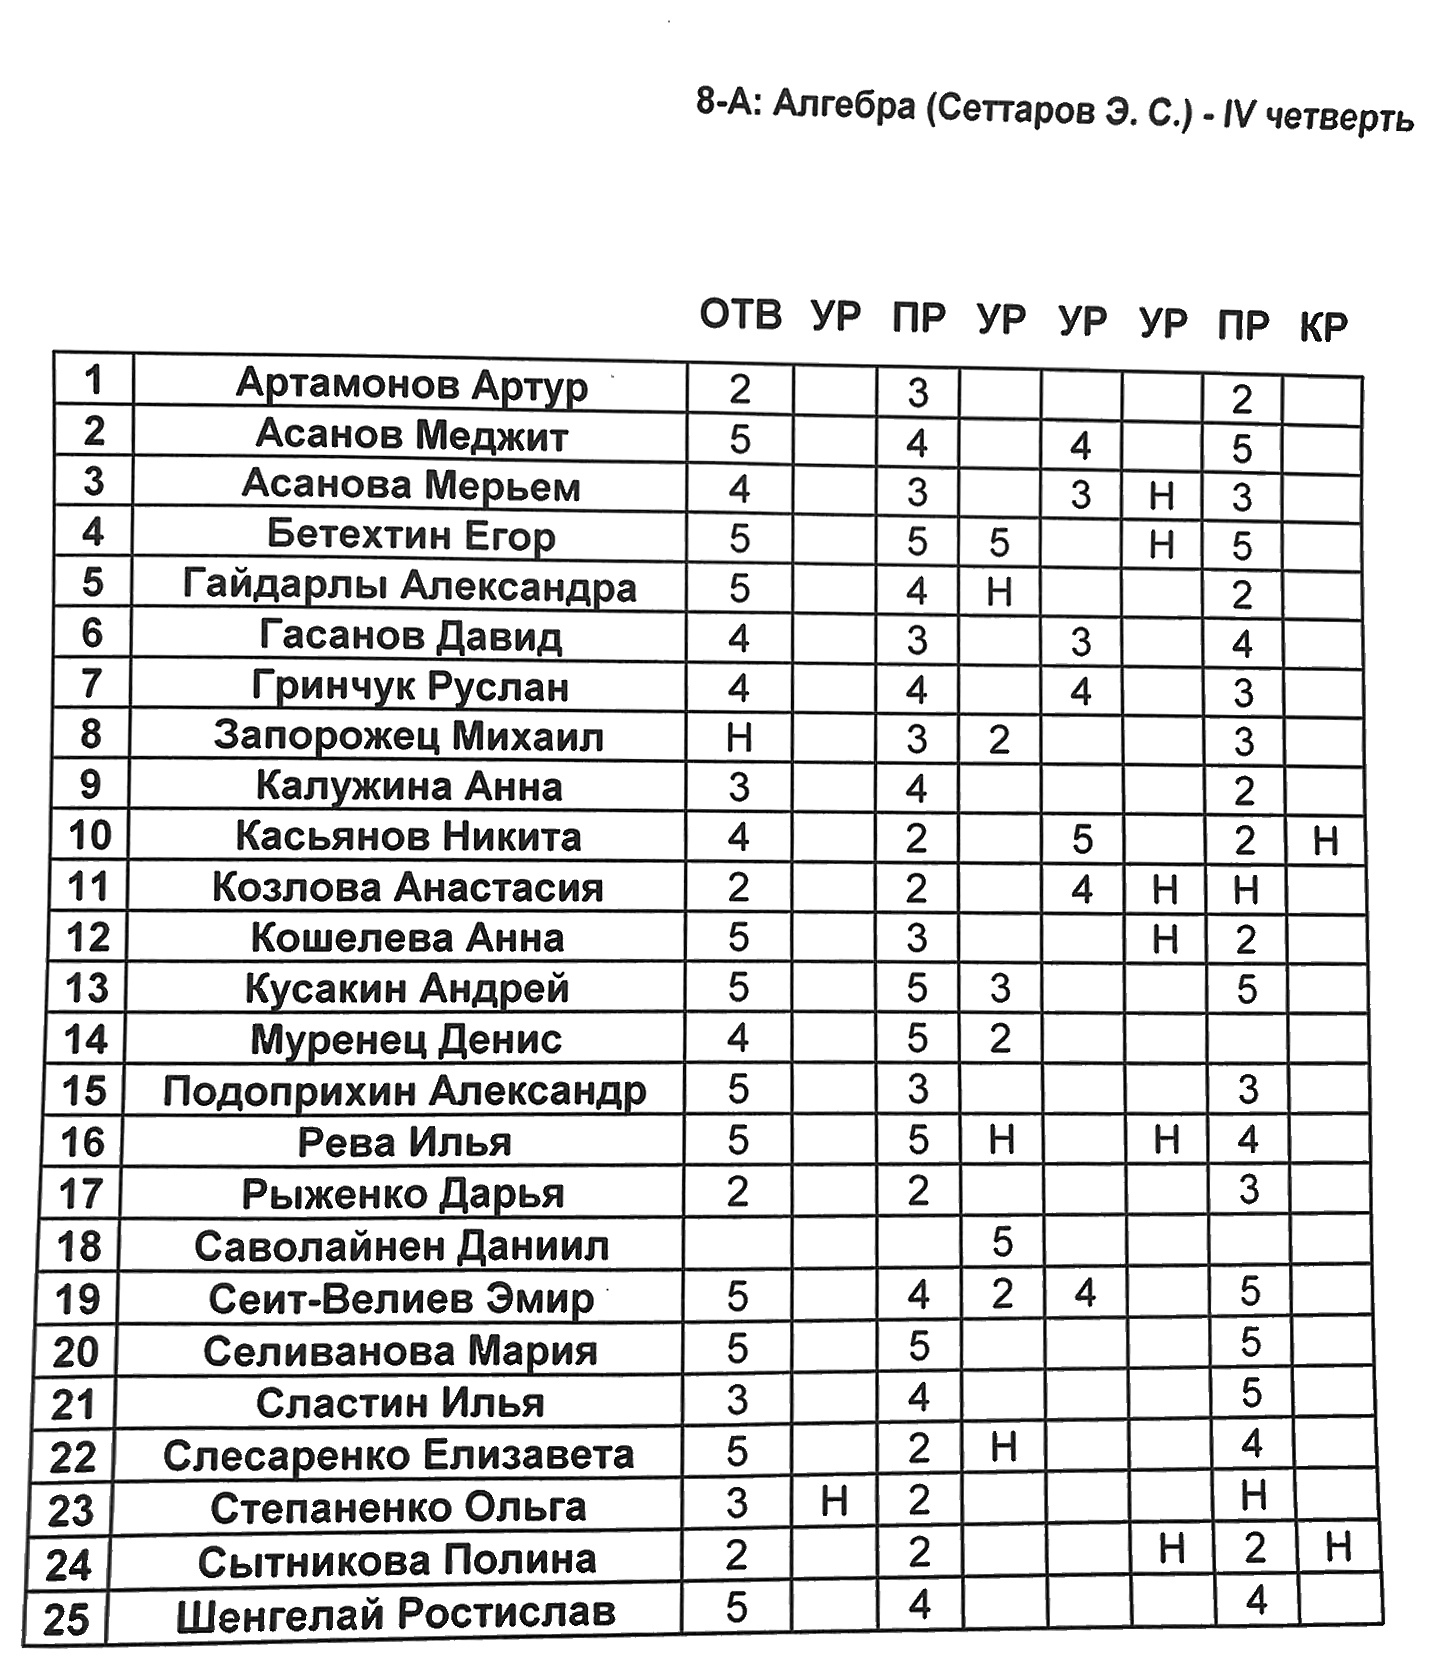 8-А: Алгебра (Сеттаров Э. С.) - IV четверть
ОТВ УР ПР УР УР УР ПР КР
1 Артамонов Артур 2 3 2
2 Асанов Меджит 5 4 4 5
3 Асанова Мерьем 4 3 3 Н 3
4 Бетехтин Егор 5 5 5 Н 5
5 Гайдарлы Александра 5 4 Н 2
6 Гасанов Давид 4 3 3 4
7 Гринчук Руслан 4 4 4 3
8 Запорожец Михаил Н 3 2 3
9 Калужина Анна 3 4 2
10 Касьянов Никита 4 2 5 2 Н
11 Козлова Анастасия 2 2 4 Н Н
12 Кошелева Анна 5 3 Н 2
13 Кусакин Андрей 5 5 3 5
14 Муренец Денис 4 5 2
15 Подоприхин Александр 5 3 3
16 Рева Илья 5 5 Н Н 4
17 Рыженко Дарья 2 2 3
18 Саволайнен Даниил 5
19 Сеит-Велиев Эмир 5 4 2 4 5
20 Селиванова Мария 5 5 5
21 Сластин Илья 3 4 5
22 Слесаренко Елизавета 5 2 Н 4
23 Степаненко Ольга 3 Н 2 Н
24 Сытникова Полина 2 2 Н 2 Н
25 Шенгелай Ростислав 5 4 4